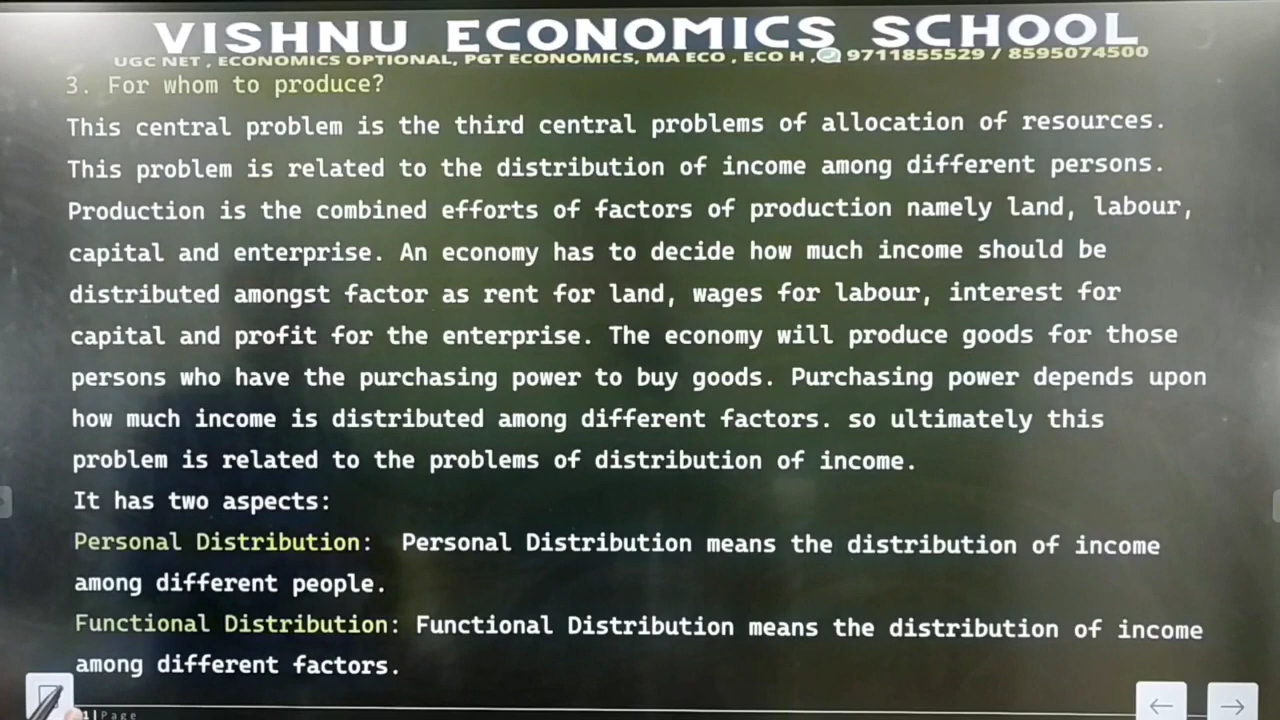 VISHNU ECONOMICS SCHOOL
UGC NET , ECONOMICS OPTIONAL, PGT ECONOMICS, MA ECO , ECO H , 9711855529 / 8595074500
3. For whom to produce?
This central problem is the third central problems of allocation of resources.
This problem is related to the distribution of income among different persons.
Production is the combined efforts of factors of production namely land, labour,
capital and enterprise. An economy has to decide how much income should be
distributed amongst factor as rent for land, wages for labour, interest for
capital and profit for the enterprise. The economy will produce goods for those
persons who have the purchasing power to buy goods. Purchasing power depends upon
how much income is distributed among different factors. so ultimately this
problem is related to the problems of distribution of income.
It has two aspects:
Personal Distribution: Personal Distribution means the distribution of income
among different people.
Functional Distribution: Functional Distribution means the distribution of income
among different factors.
1|Page